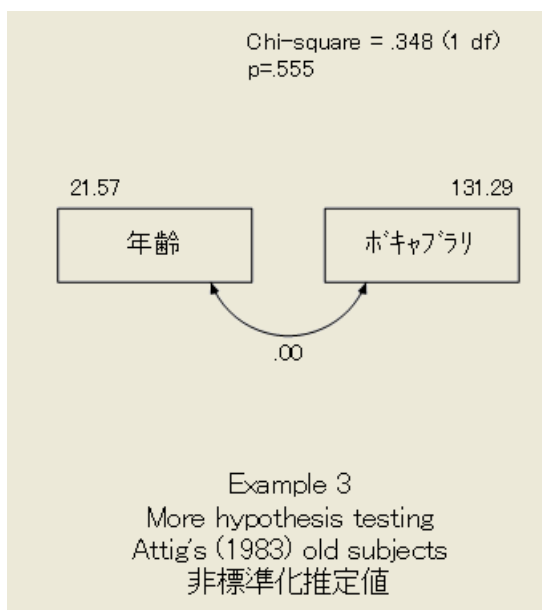 Chi-square = .348 (1 df)
p=.555
21.57
131.29
年齢
ﾎﾞｷｬﾌﾞﾗﾘ
.00
Example 3
More hypothesis testing
Attig's (1983) old subjects
非標準化推定値